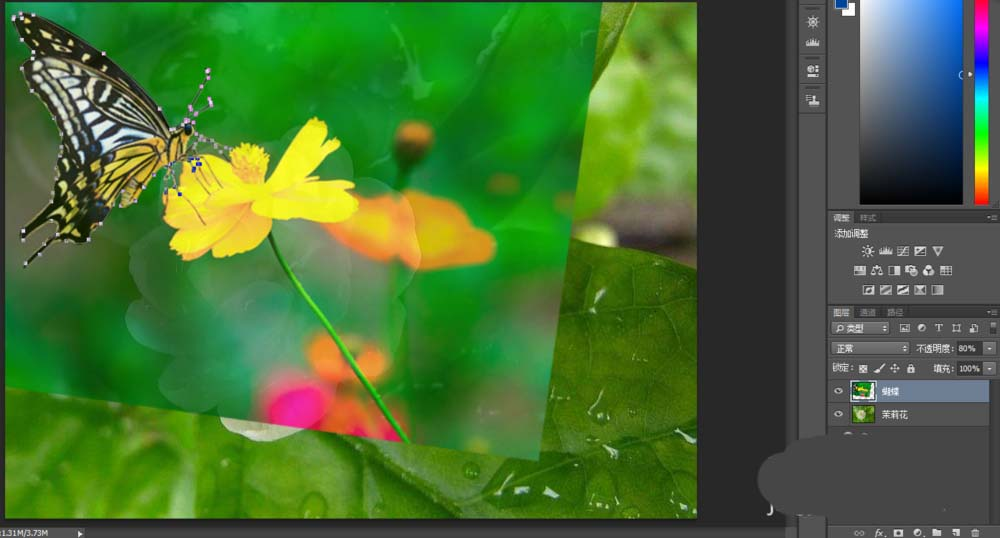 调整 样式
添加调整
图层 通道 路径
类型
正常 不透明度: 80%
锁定: 填充: 100%
蝴蝶
茉莉花
:1.31M/3.73M